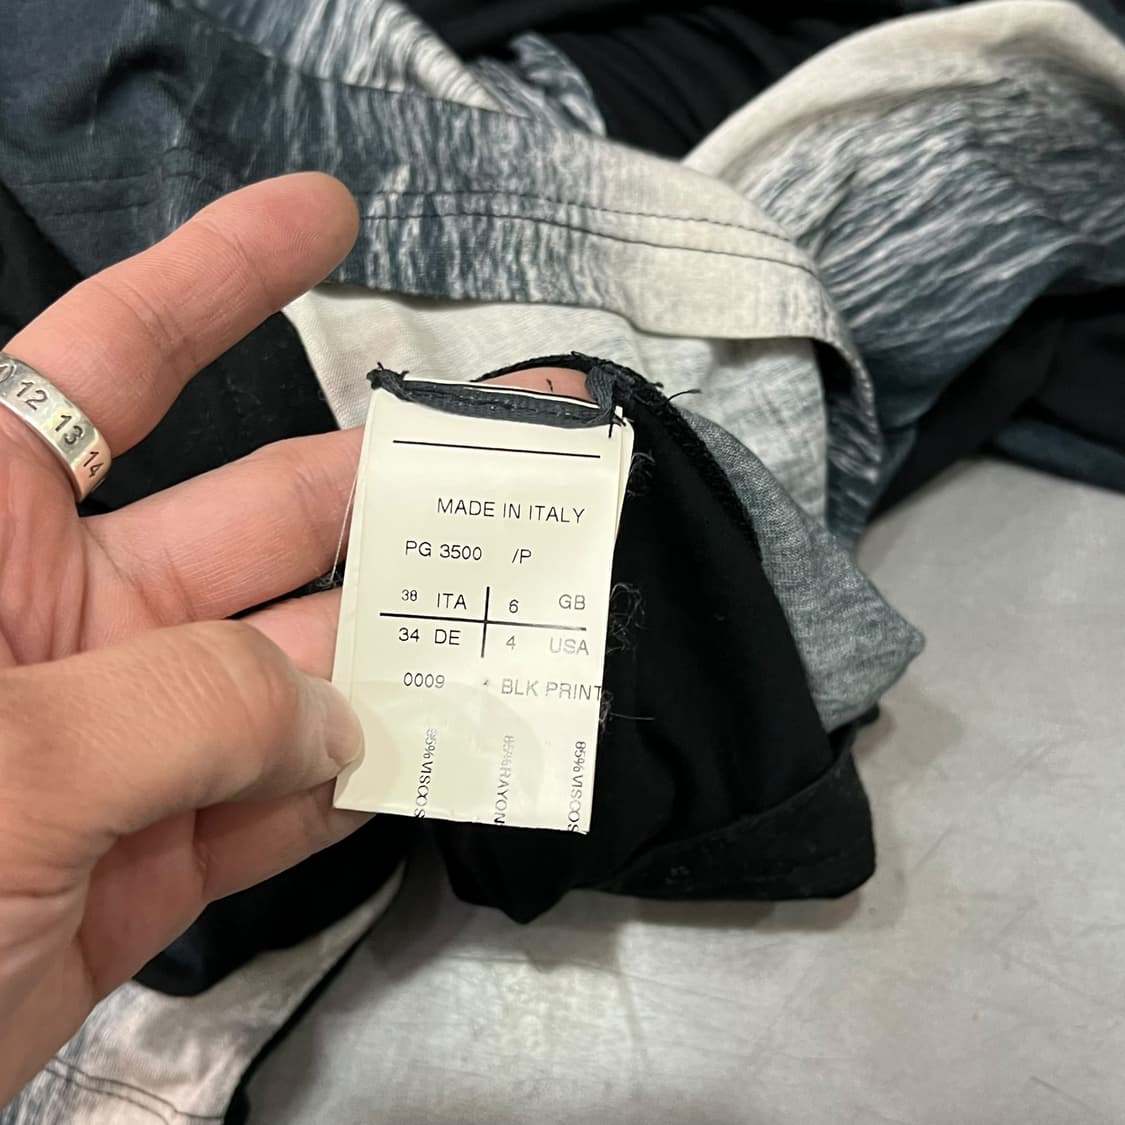 12 13 14
MADE IN ITALY
PG 3500 /P
38 ITA 6 GB
34 DE 4 USA
0009 BLK PRINT
85% VISCOS
85% RAYON
85% VISCOS